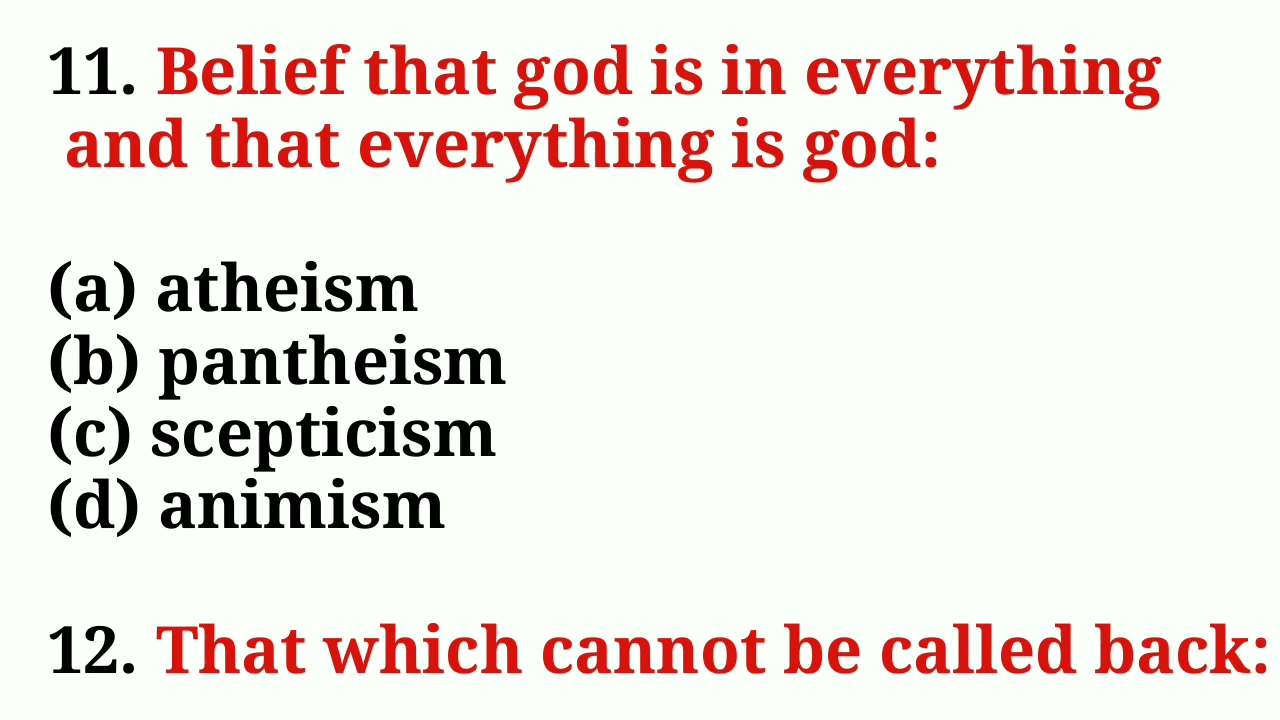 11. Belief that god is in everything
and that everything is god:
(a) atheism
(b) pantheism
(c) scepticism
(d) animism
12. That which cannot be called back: